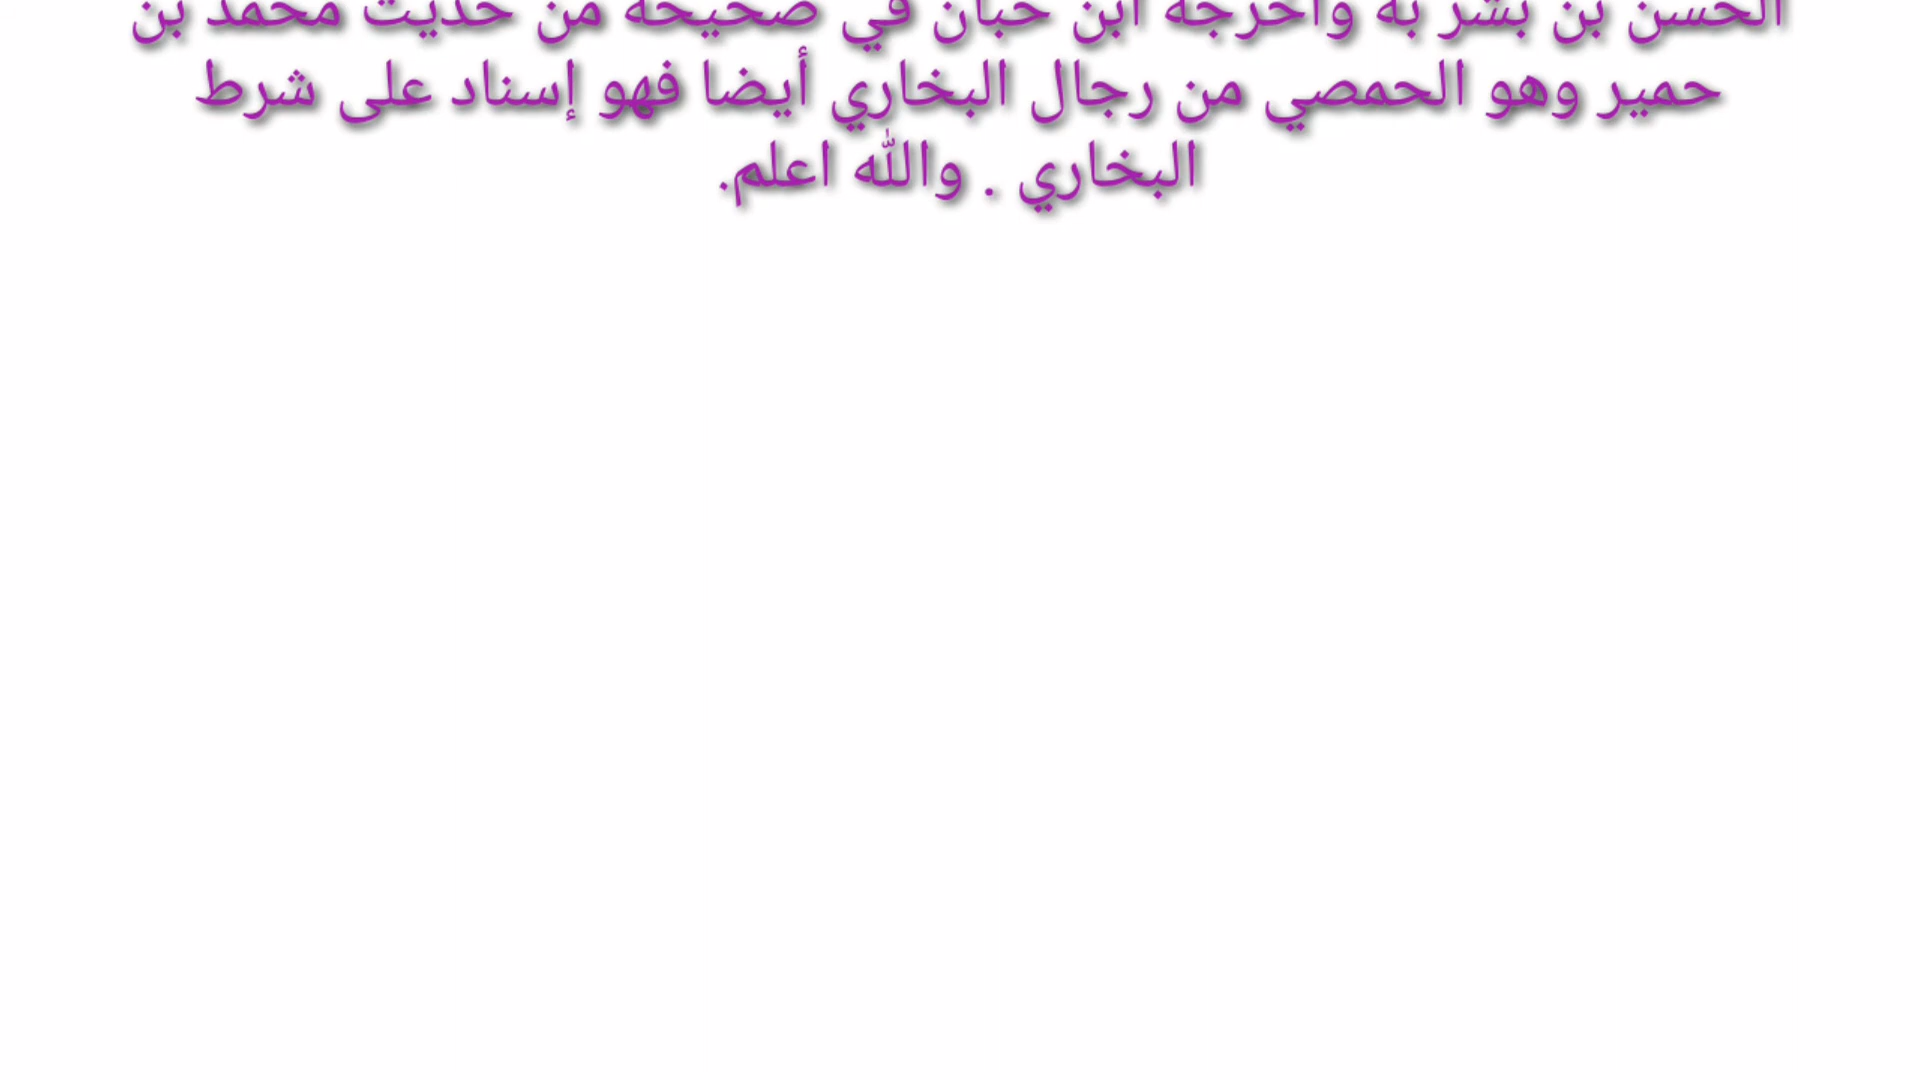 الحسن بن بشر به وأخرجه ابن حبان في صحيحه من حديث محمد بن
حمير وهو الحمصي من رجال البخاري أيضا فهو إسناد على شرط
البخاري . والله اعلم.